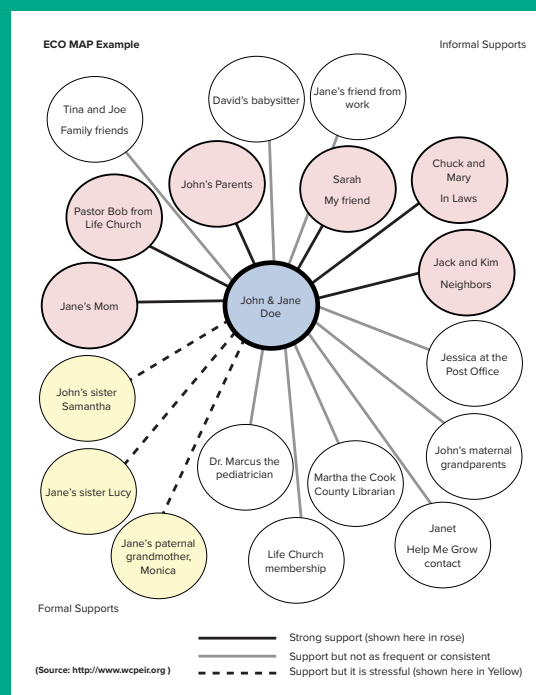 ECO MAP Example
Informal Supports
Tina and Joe
Family friends
David's babysitter
Jane's friend from
work
John's Parents
Sarah
My friend
Chuck and
Mary
In Laws
Pastor Bob from
Life Church
Jack and Kim
Neighbors
Jane's Mom
John & Jane
Doe
Jessica at the
Post Office
John's sister
Samantha
John's maternal
grandparents
Dr. Marcus the
pediatrician
Martha the Cook
County Librarian
Jane's sister Lucy
Janet
Help Me Grow
contact
Jane's paternal
grandmother,
Monica
Life Church
membership
Formal Supports
Strong support (shown here in rose)
Support but not as frequent or consistent
Support but it is stressful (shown here in Yellow)
(Source: http://www.wcpeir.org )